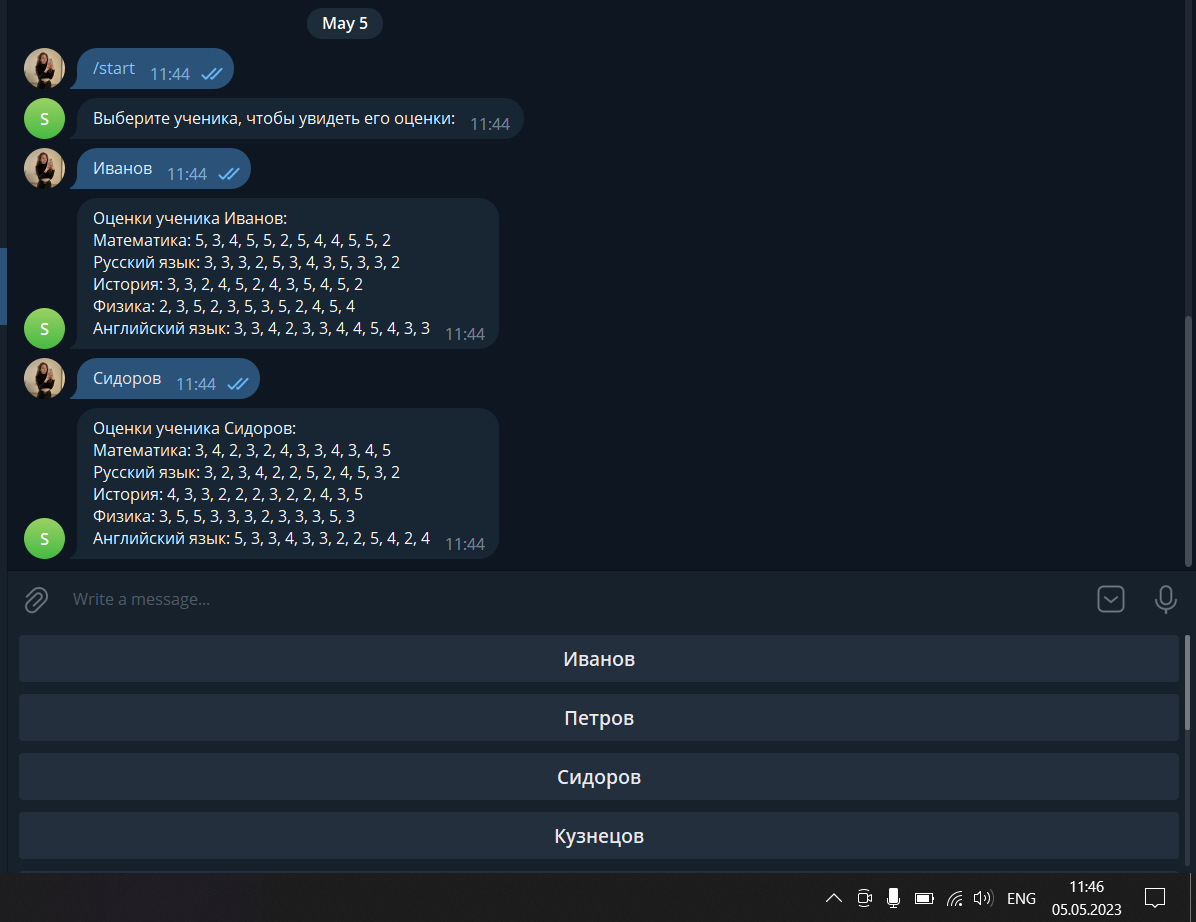 May 5
/start 11:44
S
Выберите ученика, чтобы увидеть его оценки: 11:44
Иванов 11:44
Оценки ученика Иванов:
Математика: 5, 3, 4, 5, 5, 2, 5, 4, 4, 5, 5, 2
Русский язык: 3, 3, 3, 2, 5, 3, 4, 3, 5, 3, 3, 2
История: 3, 3, 2, 4, 5, 2, 4, 3, 5, 4, 5, 2
Физика: 2, 3, 5, 2, 3, 5, 3, 5, 2, 4, 5, 4
S
Английский язык: 3, 3, 4, 2, 3, 3, 4, 4, 5, 4, 3, 3 11:44
Сидоров 11:44
Оценки ученика Сидоров:
Математика: 3, 4, 2, 3, 2, 4, 3, 3, 4, 3, 4, 5
Русский язык: 3, 2, 3, 4, 2, 2, 5, 2, 4, 5, 3, 2
История: 4, 3, 3, 2, 2, 2, 3, 2, 2, 4, 3, 5
Физика: 3, 5, 5, 3, 3, 3, 2, 3, 3, 3, 5, 3
S
Английский язык: 5, 3, 3, 4, 3, 3, 2, 2, 5, 4, 2, 4 11:44
Write a message...
Иванов
Петров
Сидоров
Кузнецов
ENG
11:46
05.05.2023